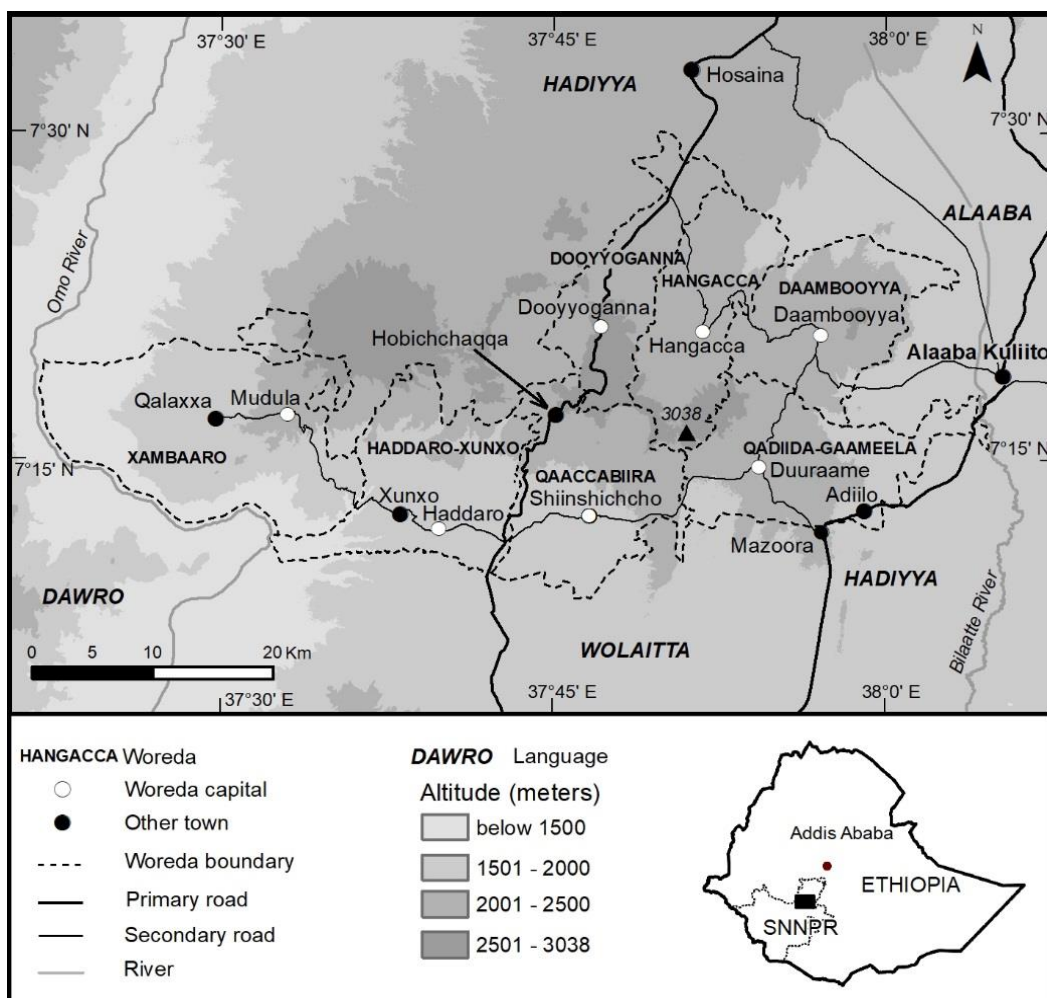 37°30' E
37°45' E
38°0' E
N
HADIYYA
Hosaina
7°30' N
7°30' N
ALAABA
Omo River
DOOYYOGANNA
HANGACCA
DAAMBOOYYA
Dooyyoganna
Daambooyya
Hobichchaqqa
Hangacca
Alaaba Kuliito
Qalaxxa
Mudula
3038
HADDARO-XUNXO
QADIIDA-GAAMEELA
XAMBAARO
7°15' N
7°15' N
QAACCABIIRA
Duuraame
Xunxo
Shiinshichcho
Adiilo
Haddaro
Mazoora
HADIYYA
DAWRO
Bilaatte River
WOLAITTA
0 5 10 20 Km
37°30' E
37°45' E
38°0' E
HANGACCA Woreda
Woreda capital
Other town
Woreda boundary
Primary road
Secondary road
River
DAWRO Language
Altitude (meters)
below 1500
1501 - 2000
2001 - 2500
2501 - 3038
Addis Ababa
ETHIOPIA
SNNPR